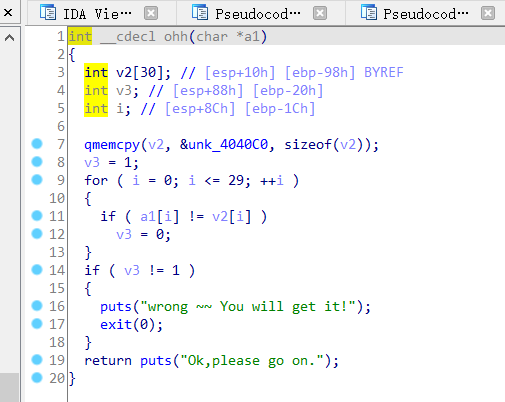 IDA Vie… Pseudocod… Pseudocod…
1 int __cdecl ohh(char *a1)
2 {
3   int v2[30]; // [esp+10h] [ebp-98h] BYREF
4   int v3; // [esp+88h] [ebp-20h]
5   int i; // [esp+8Ch] [ebp-1Ch]
6
7   qmemcpy(v2, &unk_4040C0, sizeof(v2));
8   v3 = 1;
9   for ( i = 0; i <= 29; ++i )
10   {
11     if ( a1[i] != v2[i] )
12       v3 = 0;
13   }
14   if ( v3 != 1 )
15   {
16     puts("wrong ~~ You will get it!");
17     exit(0);
18   }
19   return puts("Ok,please go on.");
20 }